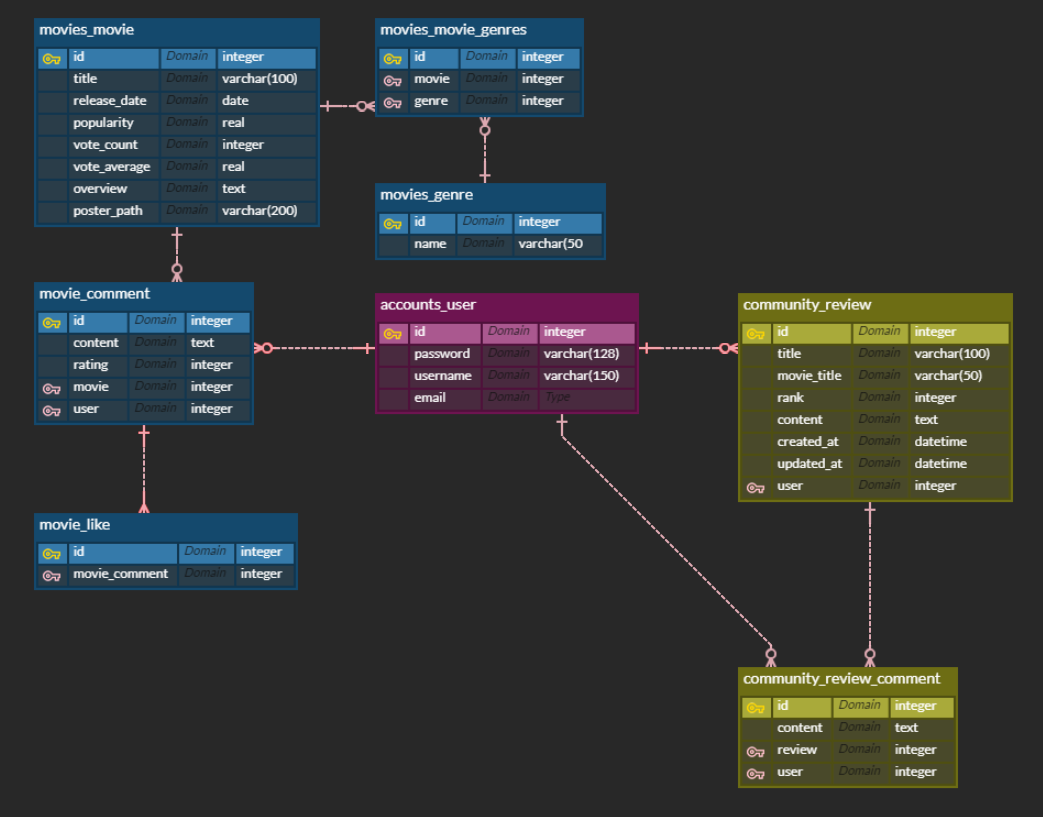 movies_movie
id Domain integer
title Domain varchar(100)
release_date Domain date
popularity Domain real
vote_count Domain integer
vote_average Domain real
overview Domain text
poster_path Domain varchar(200)
movies_movie_genres
id Domain integer
movie Domain integer
genre Domain integer
movies_genre
id Domain integer
name Domain varchar(50
movie_comment
id Domain integer
content Domain text
rating Domain integer
movie Domain integer
user Domain integer
accounts_user
id Domain integer
password Domain varchar(128)
username Domain varchar(150)
email Domain Type
community_review
id Domain integer
title Domain varchar(100)
movie_title Domain varchar(50)
rank Domain integer
content Domain text
created_at Domain datetime
updated_at Domain datetime
user Domain integer
movie_like
id Domain integer
movie_comment Domain integer
community_review_comment
id Domain integer
content Domain text
review Domain integer
user Domain integer